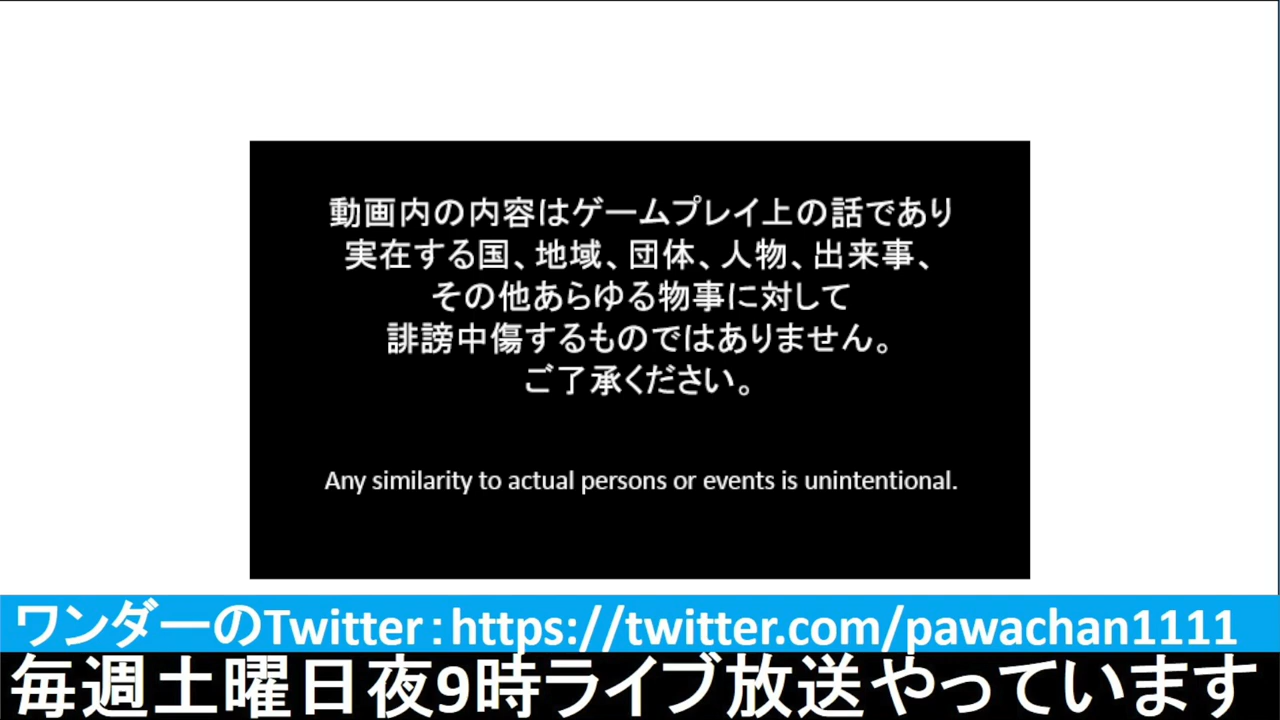 動画内の内容はゲームプレイ上の話であり
実在する国、地域、団体、人物、出来事、
その他あらゆる物事に対して
誹謗中傷するものではありません。
ご了承ください。
Any similarity to actual persons or events is unintentional.
ワンダーのTwitter：https://twitter.com/pawachan1111
毎週土曜日夜9時ライブ放送やっています